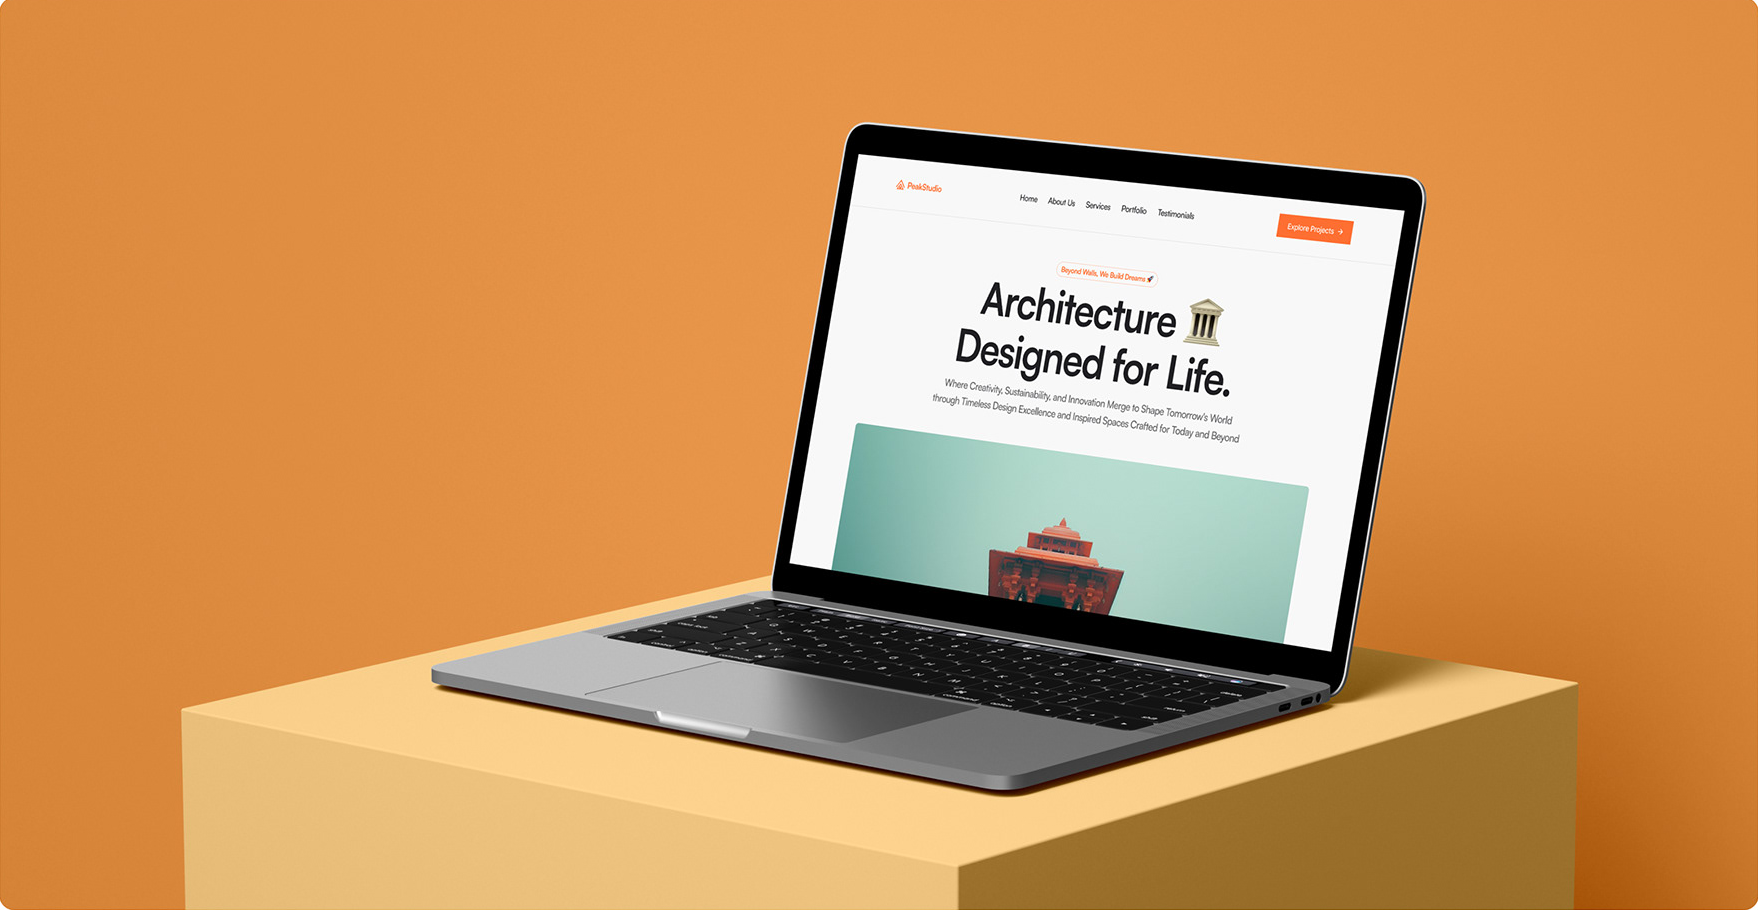 PeakStudio
Home About Us Services Portfolio Testimonials
Explore Projects →
Beyond Walls, We Build Dreams 🚀
Architecture 🏛️
Designed for Life.
Where Creativity, Sustainability, and Innovation Merge to Shape Tomorrow's World
through Timeless Design Excellence and Inspired Spaces Crafted for Today and Beyond